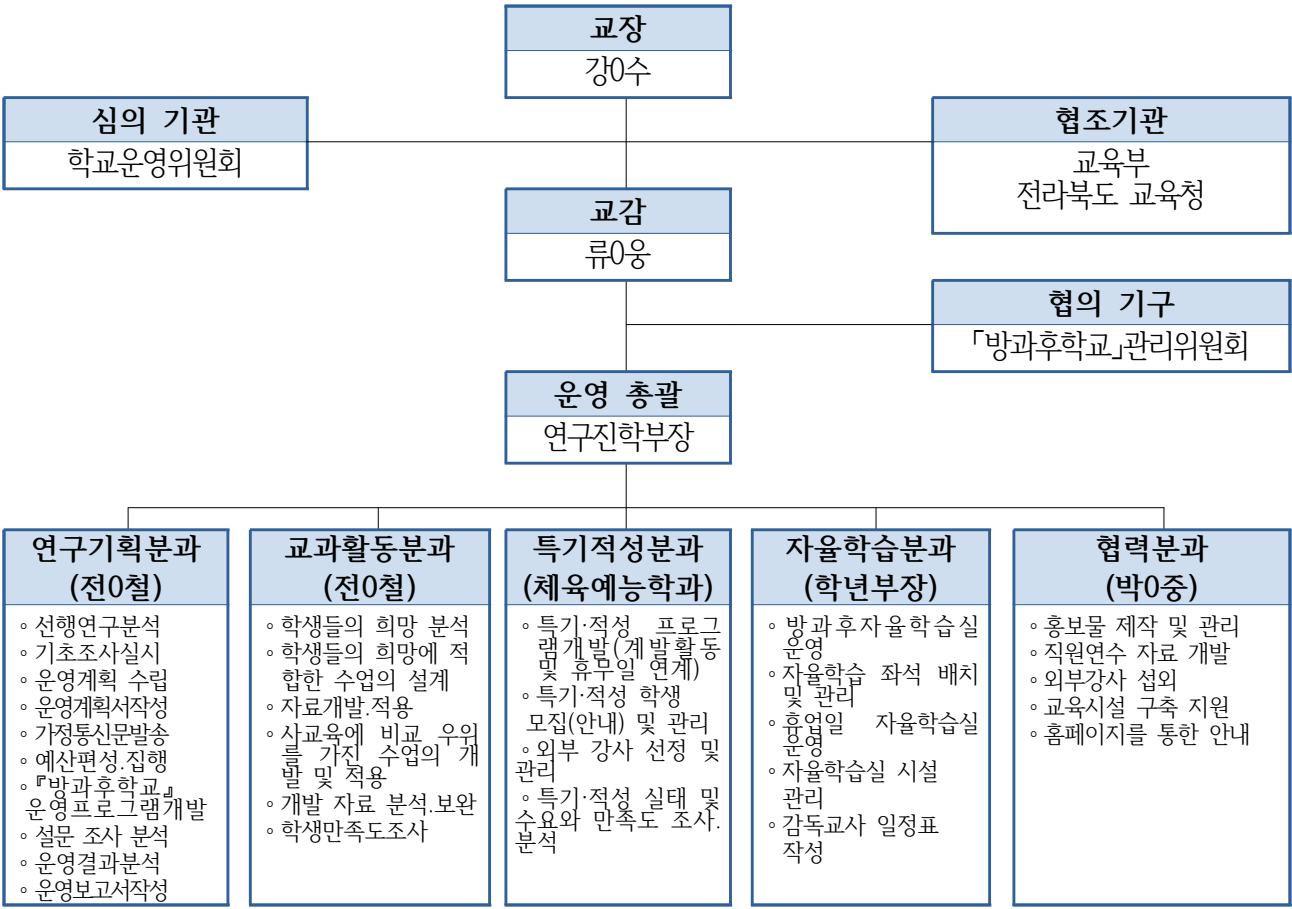 교장
강0수
심의 기관
학교운영위원회
협조기관
교육부
전라북도 교육청
교감
류0웅
협의 기구
「방과후학교」관리위원회
운영 총괄
연구진학부장
연구기획분과
(전0철)
◦선행연구분석
◦기초조사실시
◦운영계획 수립
◦운영계획서작성
◦가정통신문발송
◦예산편성.집행
◦『방과후학교』
운영프로그램개발
◦설문 조사 분석
◦운영결과분석
◦운영보고서작성
교과활동분과
(전0철)
◦학생들의 희망 분석
◦학생들의 희망에 적
합한 수업의 설계
◦자료개발.적용
◦사교육에 비교 우위
를 가진 수업의 개
발 및 적용
◦개발 자료 분석.보완
◦학생만족도조사
특기적성분과
(체육예능학과)
◦특기·적성 프로그
램개발(계발활동
및 휴무일 연계)
◦특기·적성 학생
모집(안내) 및 관리
◦외부 강사 선정 및
관리
◦특기·적성 실태 및
수요와 만족도 조사.
분석
자율학습분과
(학년부장)
◦방과후자율학습실
운영
◦자율학습 좌석 배치
및 관리
◦휴업일 자율학습실
운영
◦자율학습실 시설
관리
◦감독교사 일정표
작성
협력분과
(박0중)
◦홍보물 제작 및 관리
◦직원연수 자료 개발
◦외부강사 섭외
◦교육시설 구축 지원
◦홈페이지를 통한 안내